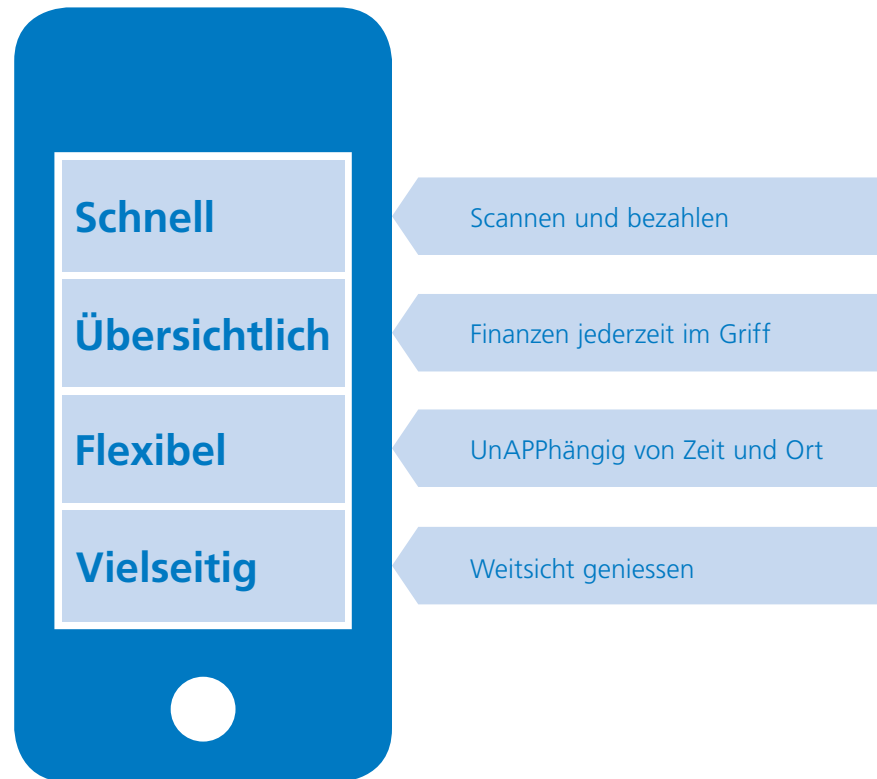 Schnell
Scannen und bezahlen
Übersichtlich
Finanzen jederzeit im Griff
Flexibel
UnAPPhängig von Zeit und Ort
Vielseitig
Weitsicht geniessen